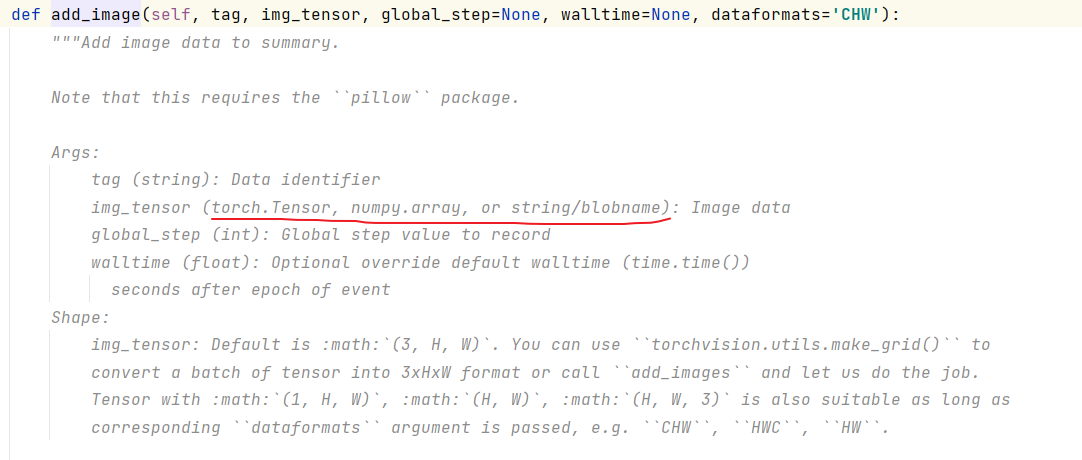 def add_image(self, tag, img_tensor, global_step=None, walltime=None, dataformats='CHW'):
"""Add image data to summary.
Note that this requires the ``pillow`` package.
Args:
tag (string): Data identifier
img_tensor (torch.Tensor, numpy.array, or string/blobname): Image data
global_step (int): Global step value to record
walltime (float): Optional override default walltime (time.time())
seconds after epoch of event
Shape:
img_tensor: Default is :math:`(3, H, W)`. You can use ``torchvision.utils.make_grid()`` to
convert a batch of tensor into 3xHxW format or call ``add_images`` and let us do the job.
Tensor with :math:`(1, H, W)`, :math:`(H, W)`, :math:`(H, W, 3)` is also suitable as long as
corresponding ``dataformats`` argument is passed, e.g. ``CHW``, ``HWC``, ``HW``.